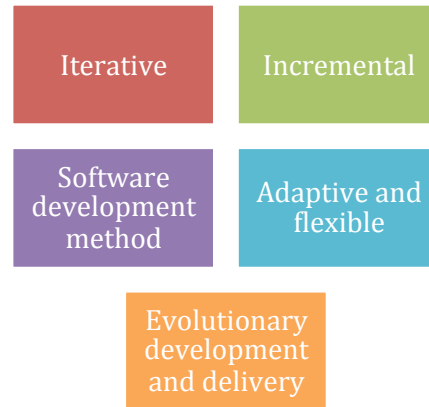 Iterative
Incremental
Software
development
method
Adaptive and
flexible
Evolutionary
development
and delivery